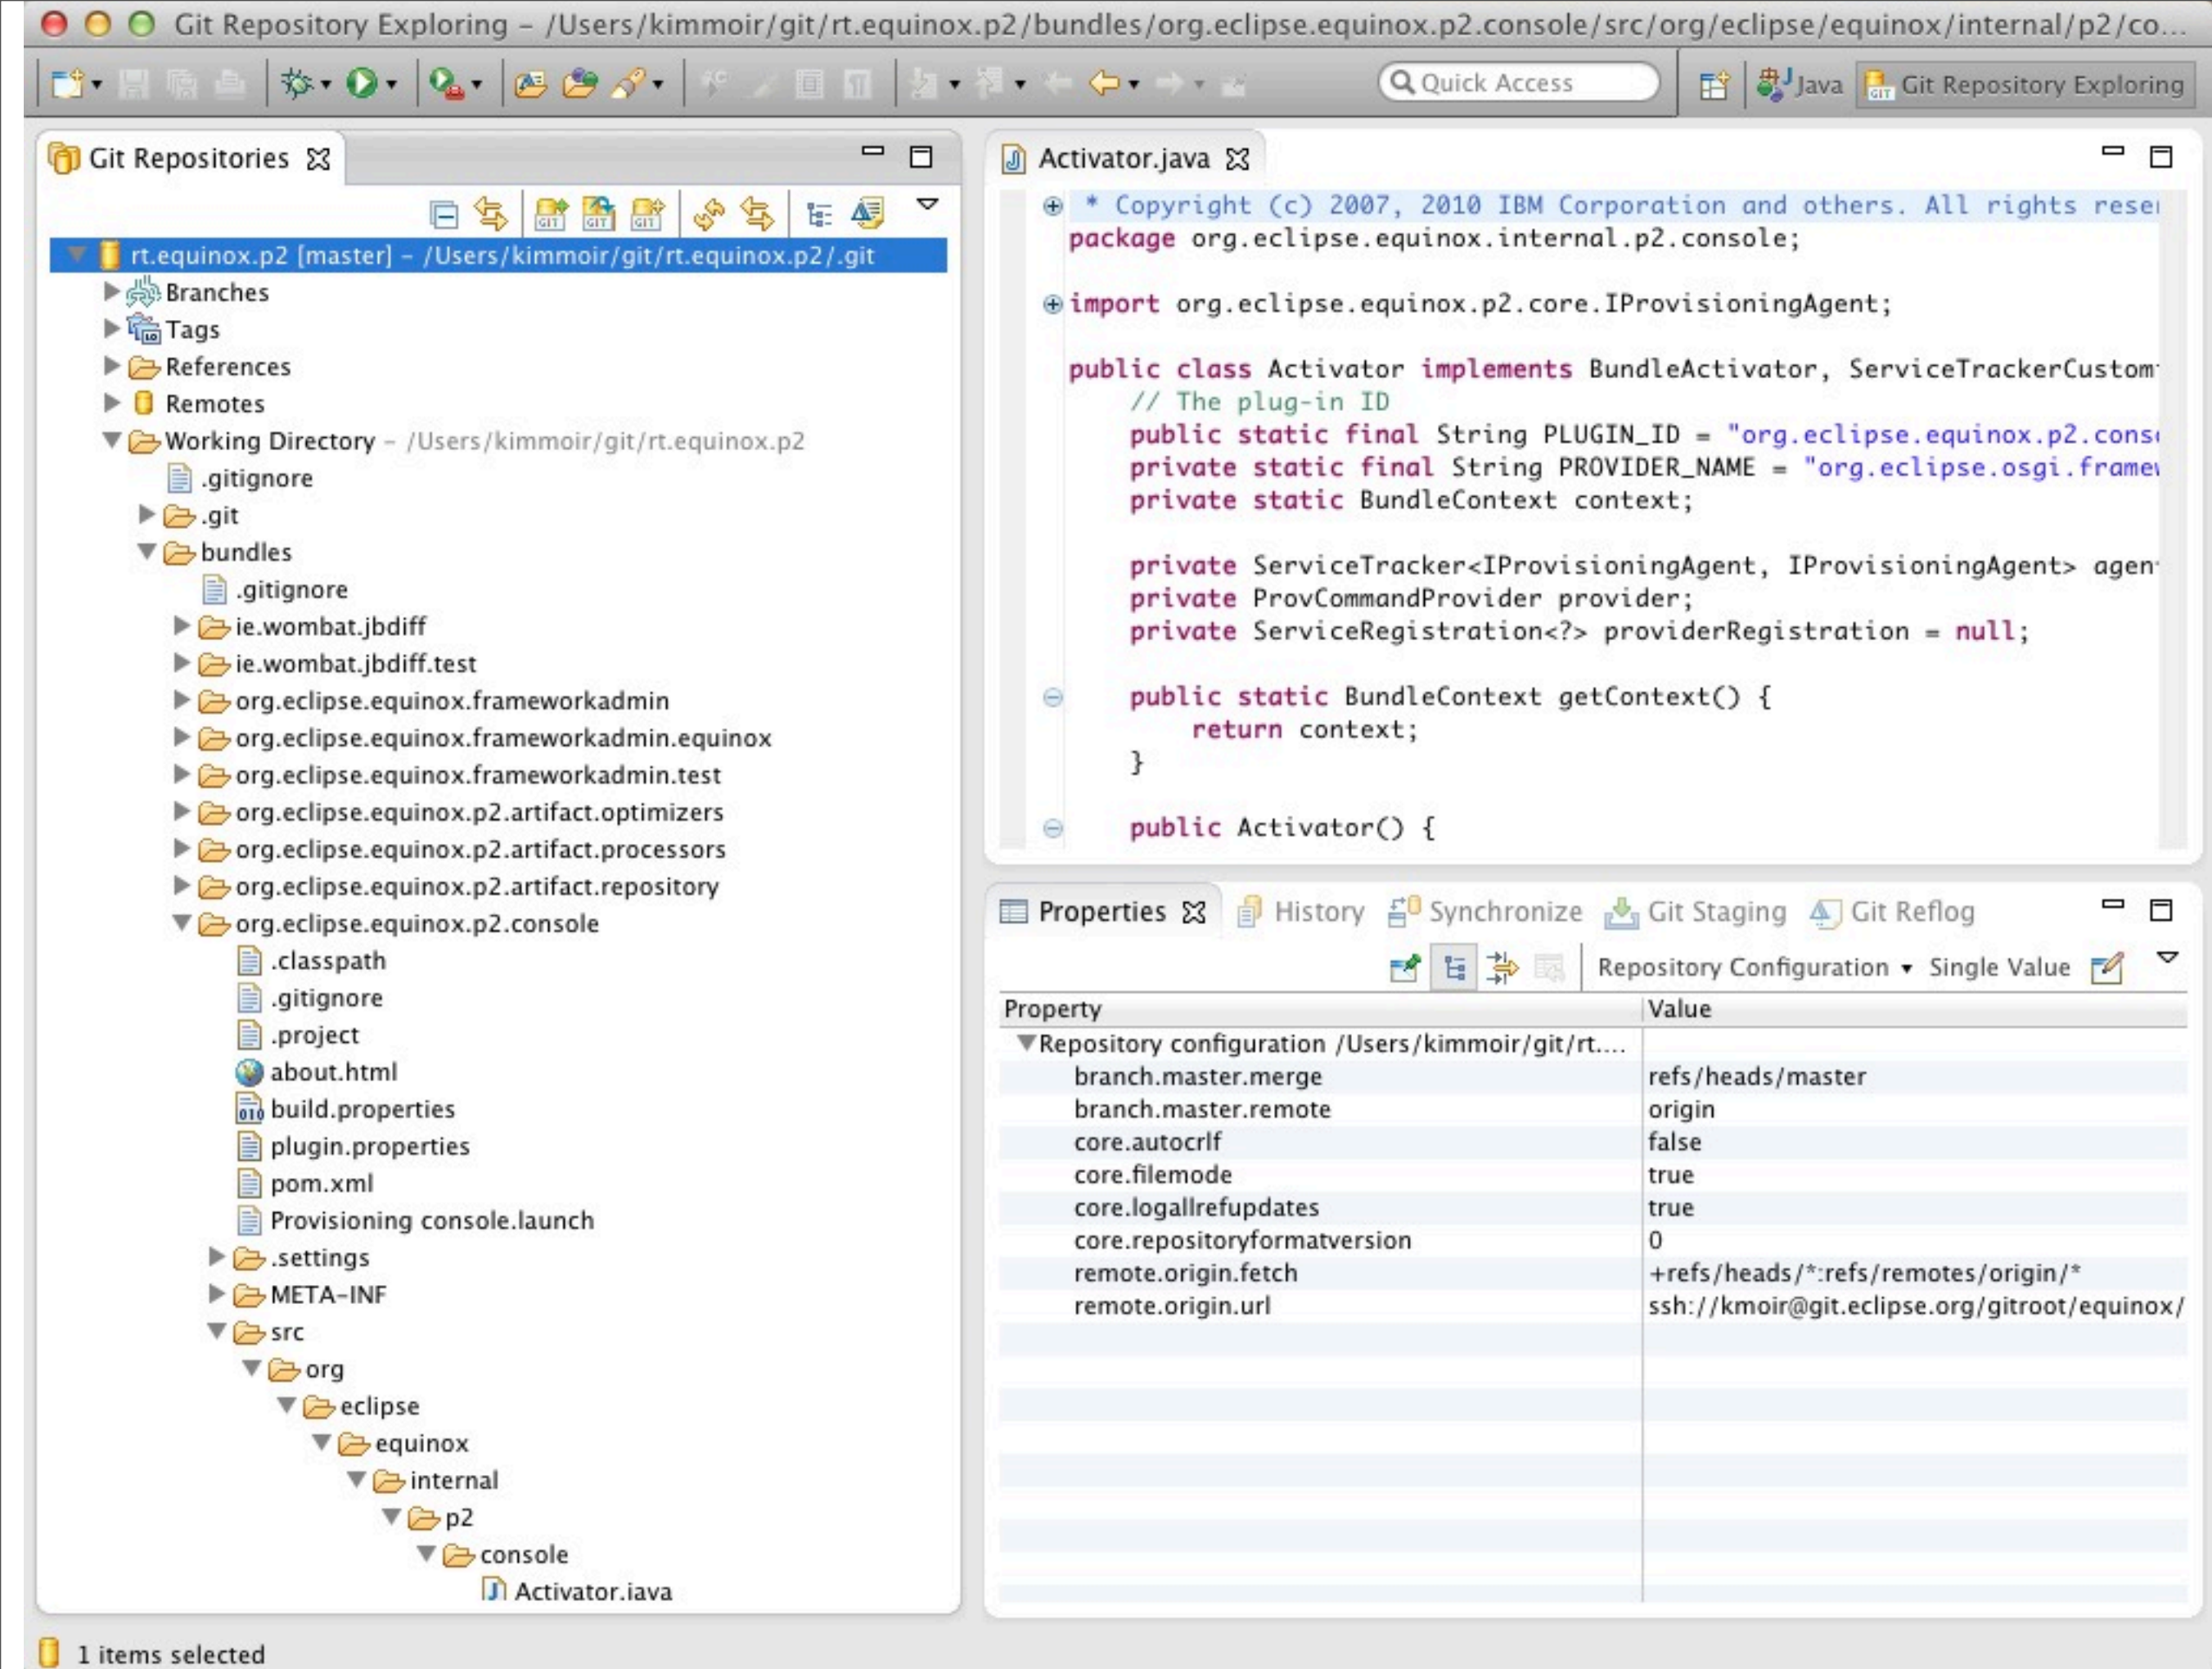 Git Repository Exploring – /Users/kimmoir/git/rt.equinox.p2/bundles/org.eclipse.equinox.p2.console/src/org/eclipse/equinox/internal/p2/co...
Quick Access
Java
Git Repository Exploring
Git Repositories
rt.equinox.p2 [master] – /Users/kimmoir/git/rt.equinox.p2/.git
Branches
Tags
References
Remotes
Working Directory – /Users/kimmoir/git/rt.equinox.p2
.gitignore
.git
bundles
.gitignore
ie.wombat.jbdiff
ie.wombat.jbdiff.test
org.eclipse.equinox.frameworkadmin
org.eclipse.equinox.frameworkadmin.equinox
org.eclipse.equinox.frameworkadmin.test
org.eclipse.equinox.p2.artifact.optimizers
org.eclipse.equinox.p2.artifact.processors
org.eclipse.equinox.p2.artifact.repository
org.eclipse.equinox.p2.console
.classpath
.gitignore
.project
about.html
build.properties
plugin.properties
pom.xml
Provisioning console.launch
.settings
META-INF
src
org
eclipse
equinox
internal
p2
console
Activator.java
1 items selected
Activator.java
* Copyright (c) 2007, 2010 IBM Corporation and others. All rights reser
package org.eclipse.equinox.internal.p2.console;
import org.eclipse.equinox.p2.core.IProvisioningAgent;
public class Activator implements BundleActivator, ServiceTrackerCustom
// The plug-in ID
public static final String PLUGIN_ID = "org.eclipse.equinox.p2.cons
private static final String PROVIDER_NAME = "org.eclipse.osgi.framew
private static BundleContext context;
private ServiceTracker<IProvisioningAgent, IProvisioningAgent> agen
private ProvCommandProvider provider;
private ServiceRegistration<?> providerRegistration = null;
public static BundleContext getContext() {
return context;
}
public Activator() {
Properties History Synchronize Git Staging Git Reflog
Repository Configuration Single Value
Property Value
Repository configuration /Users/kimmoir/git/rt....
branch.master.merge refs/heads/master
branch.master.remote origin
core.autocrlf false
core.filemode true
core.logallrefupdates true
core.repositoryformatversion 0
remote.origin.fetch +refs/heads/*:refs/remotes/origin/*
remote.origin.url ssh://kmoir@git.eclipse.org/gitroot/equinox/